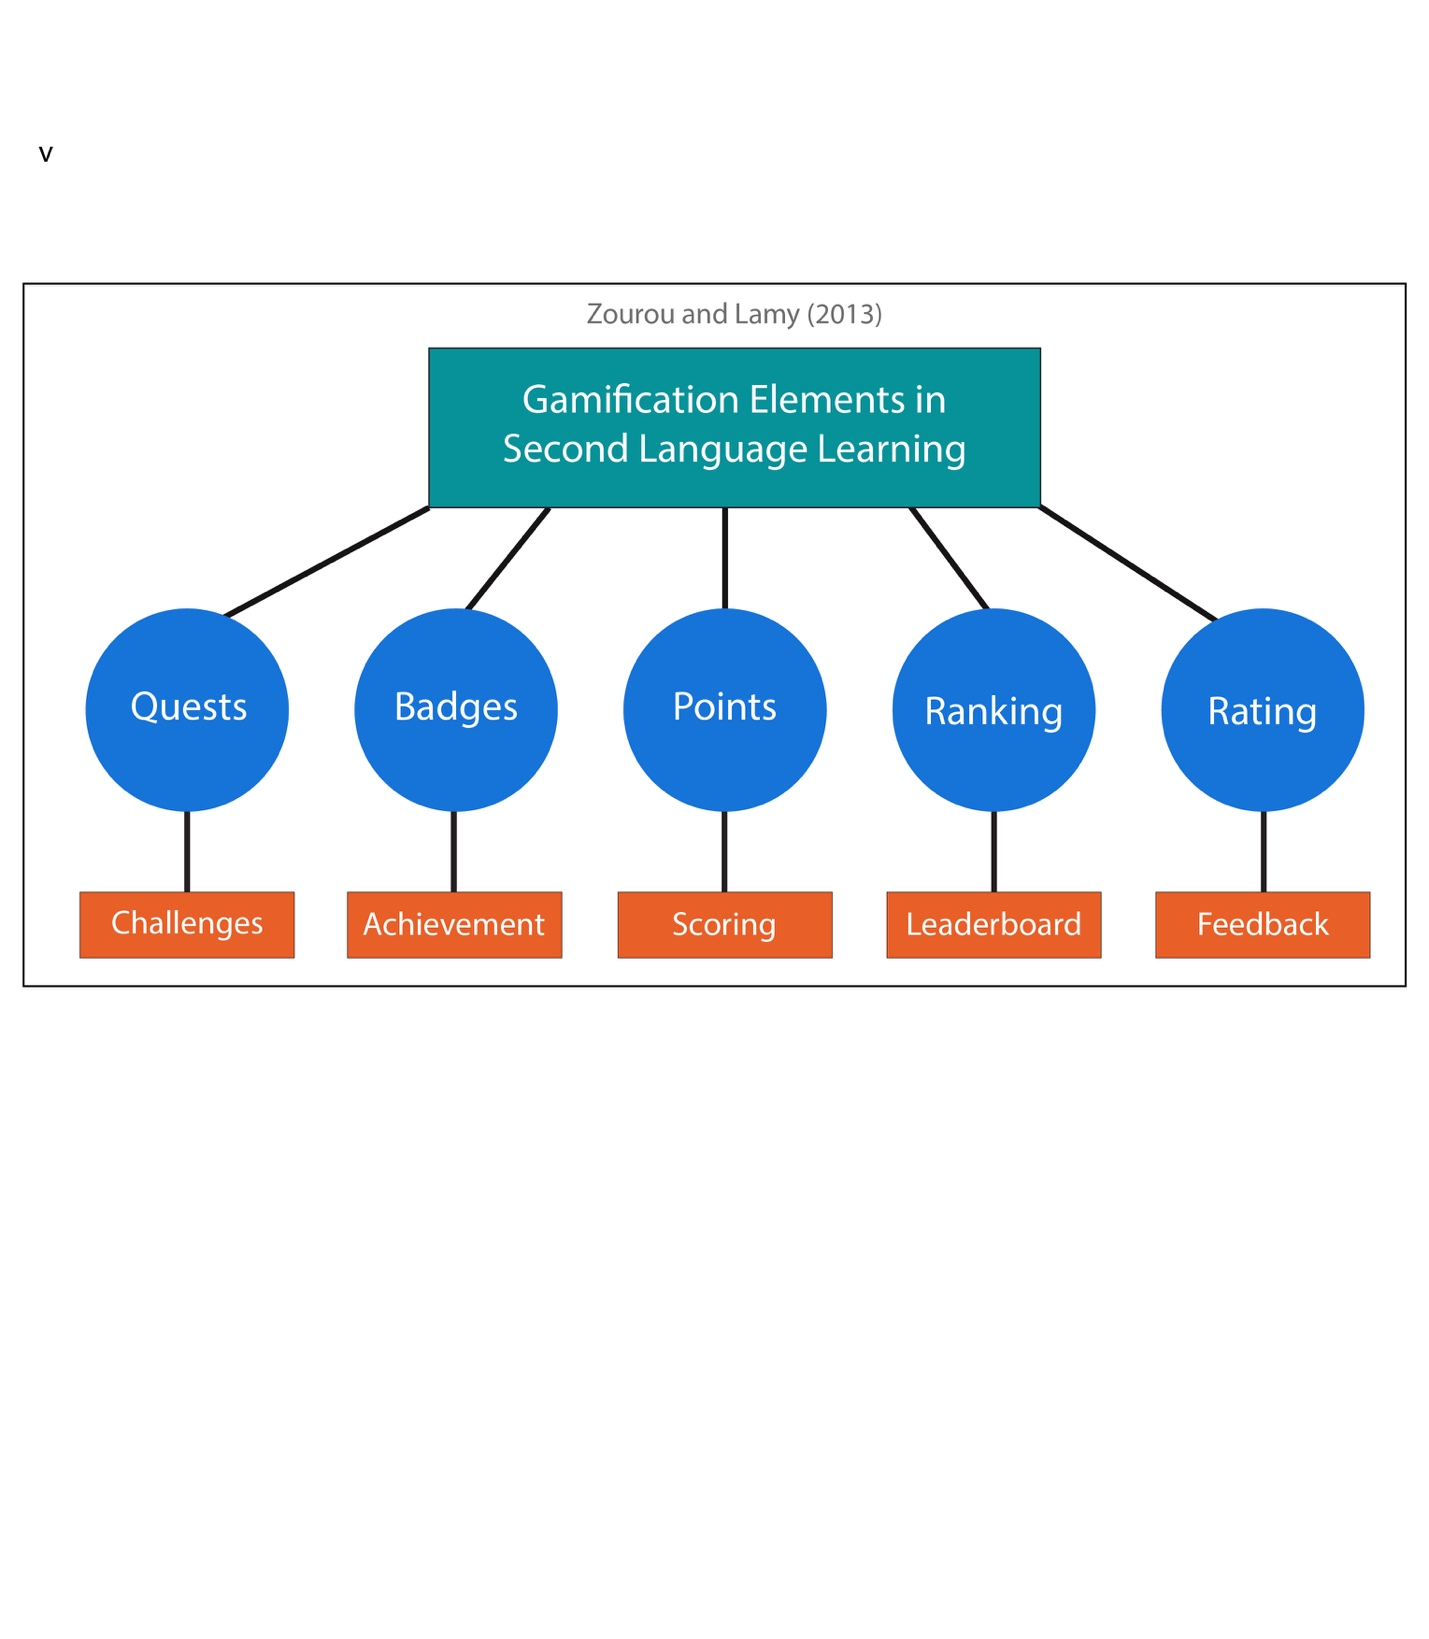 v
Zourou and Lamy (2013)
Gamification Elements in
Second Language Learning
Quests
Badges
Points
Ranking
Rating
Challenges
Achievement
Scoring
Leaderboard
Feedback